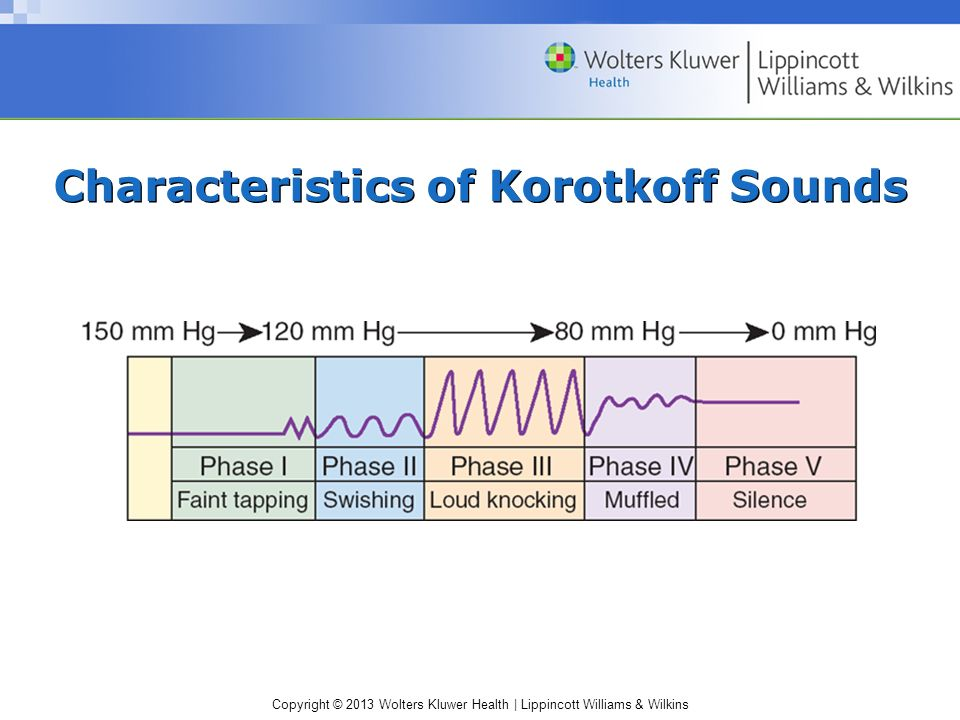 Wolters Kluwer
Health
Lippincott
Williams & Wilkins
Characteristics of Korotkoff Sounds
150 mm Hg 120 mm Hg 80 mm Hg 0 mm Hg
Phase I Phase II Phase III Phase IV Phase V
Faint tapping Swishing Loud knocking Muffled Silence
Copyright © 2013 Wolters Kluwer Health | Lippincott Williams & Wilkins